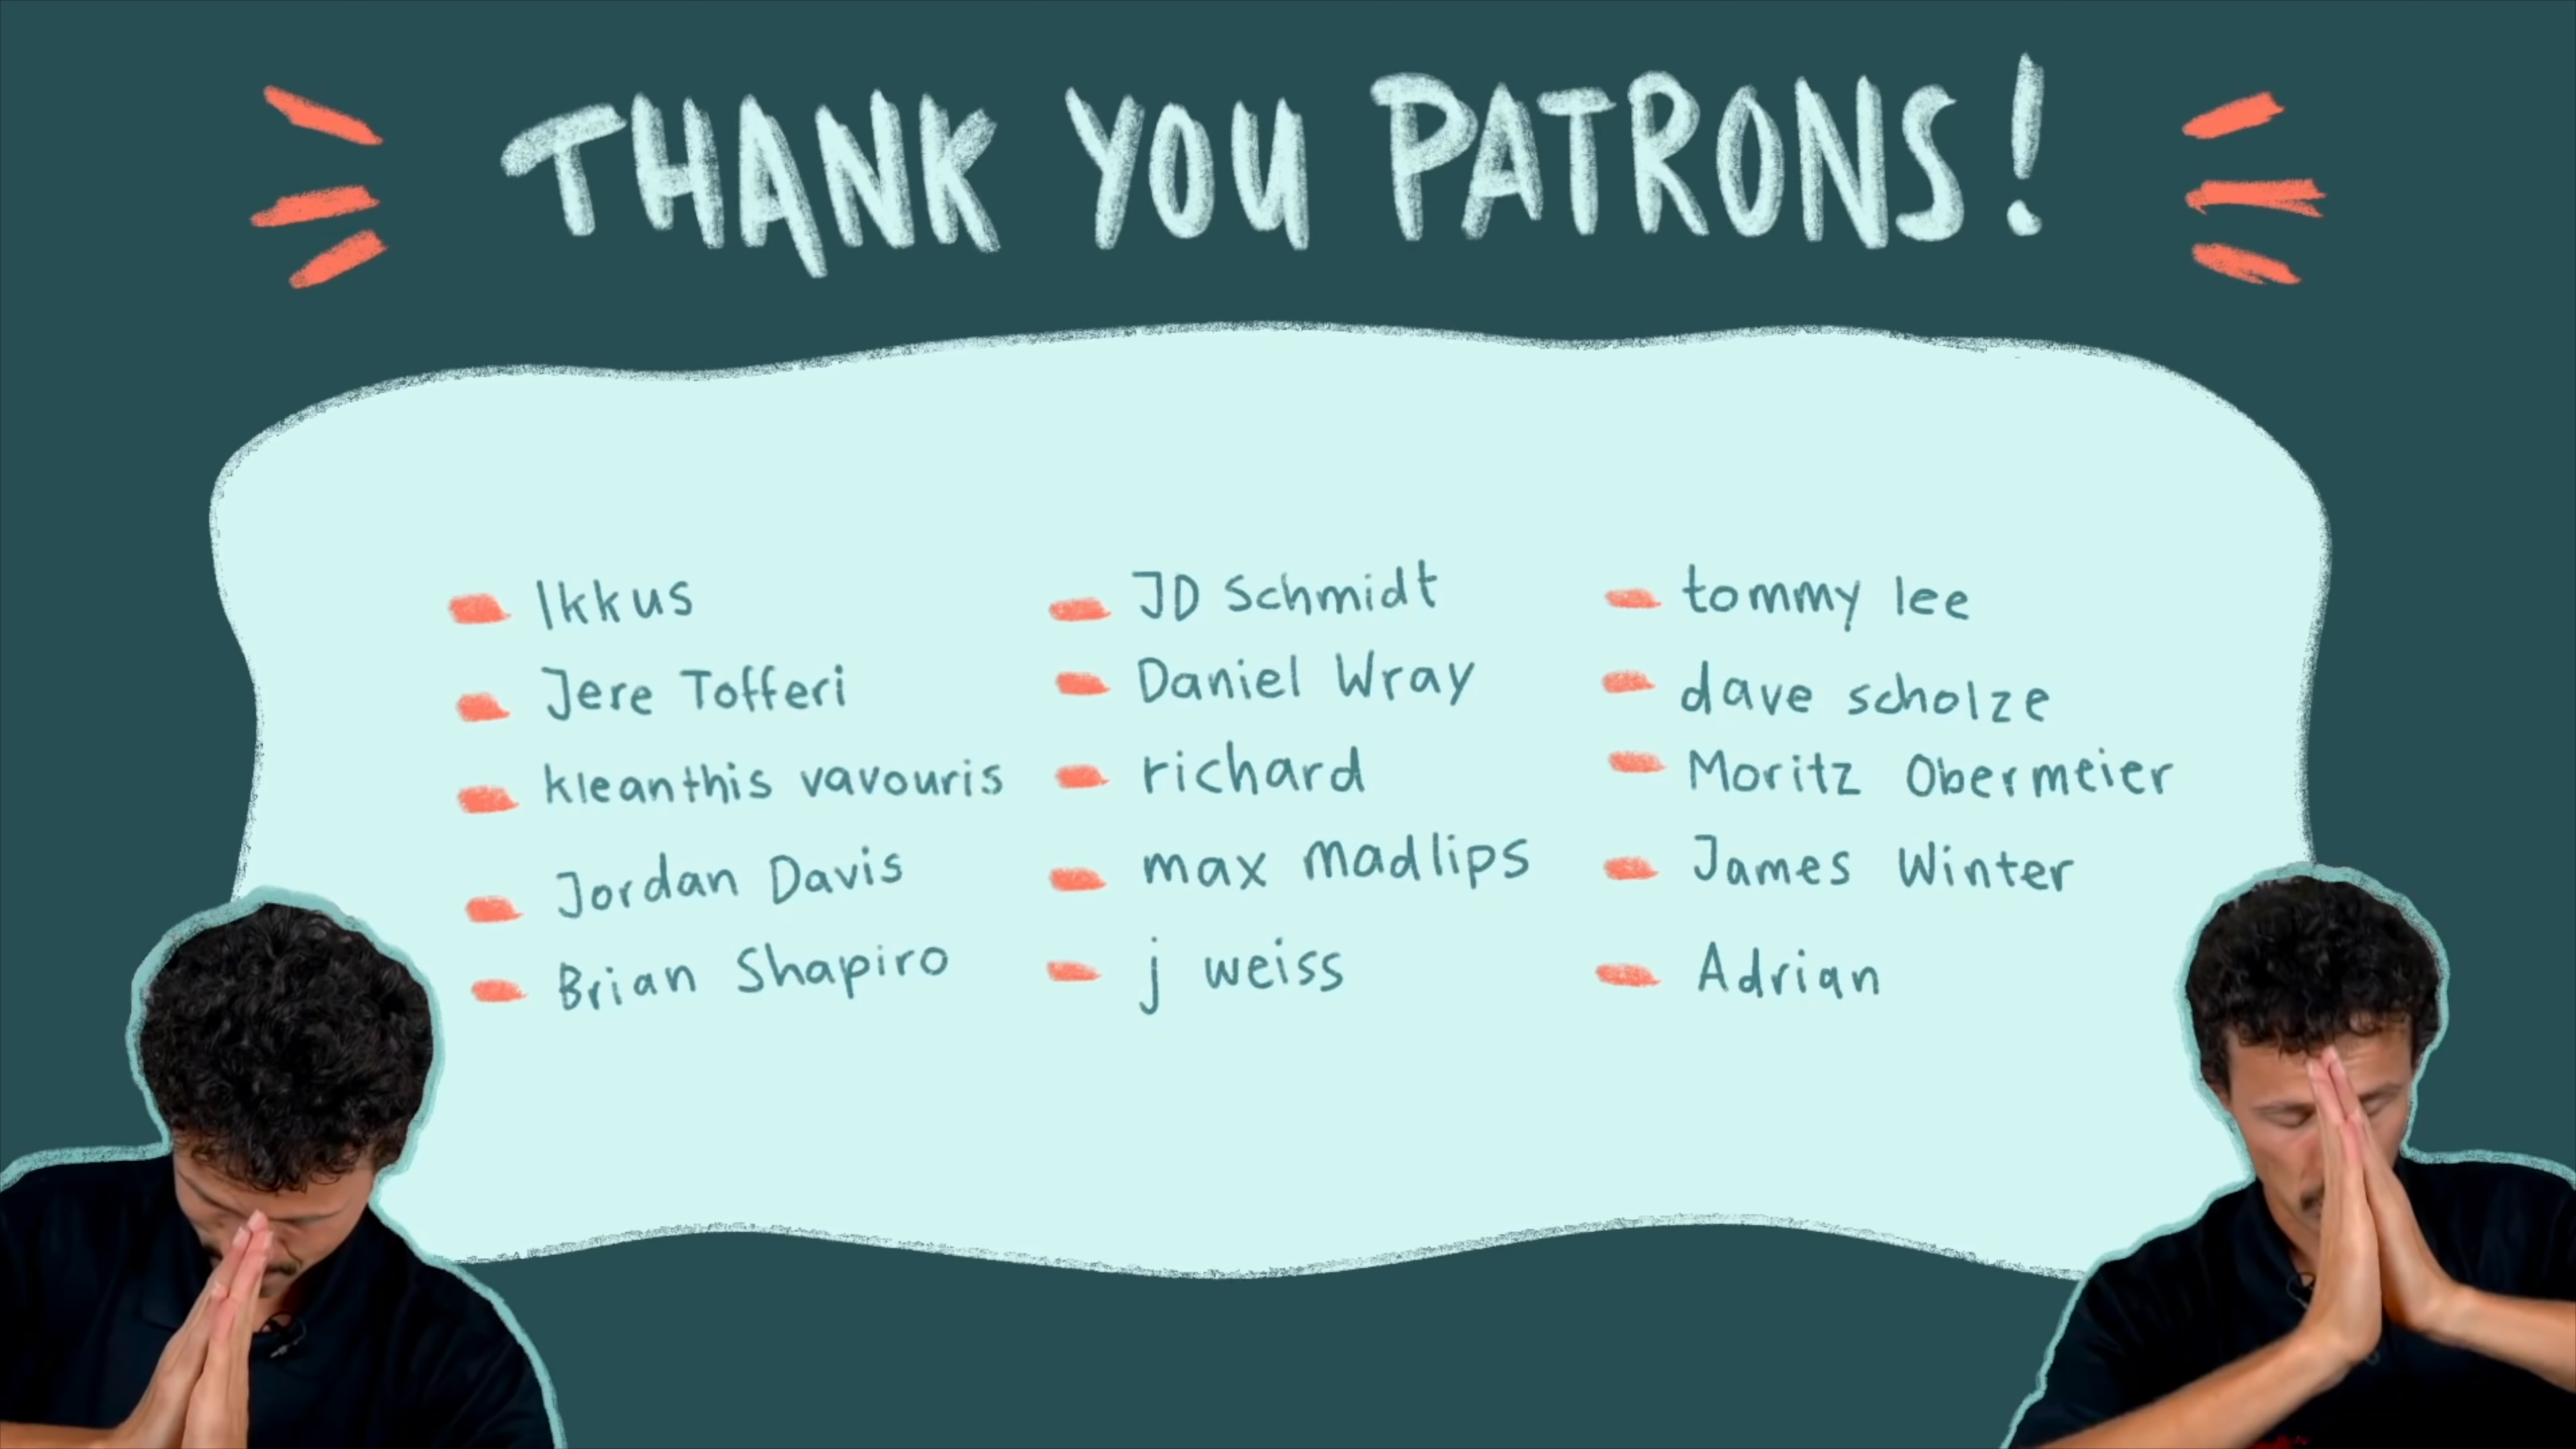 THANK YOU PATRONS!
Ikkus
Jere Tofferi
kleanthis vavouris
Jordan Davis
Brian Shapiro
JD Schmidt
Daniel Wray
richard
max madlips
j weiss
tommy lee
dave scholze
Moritz Obermeier
James Winter
Adrian